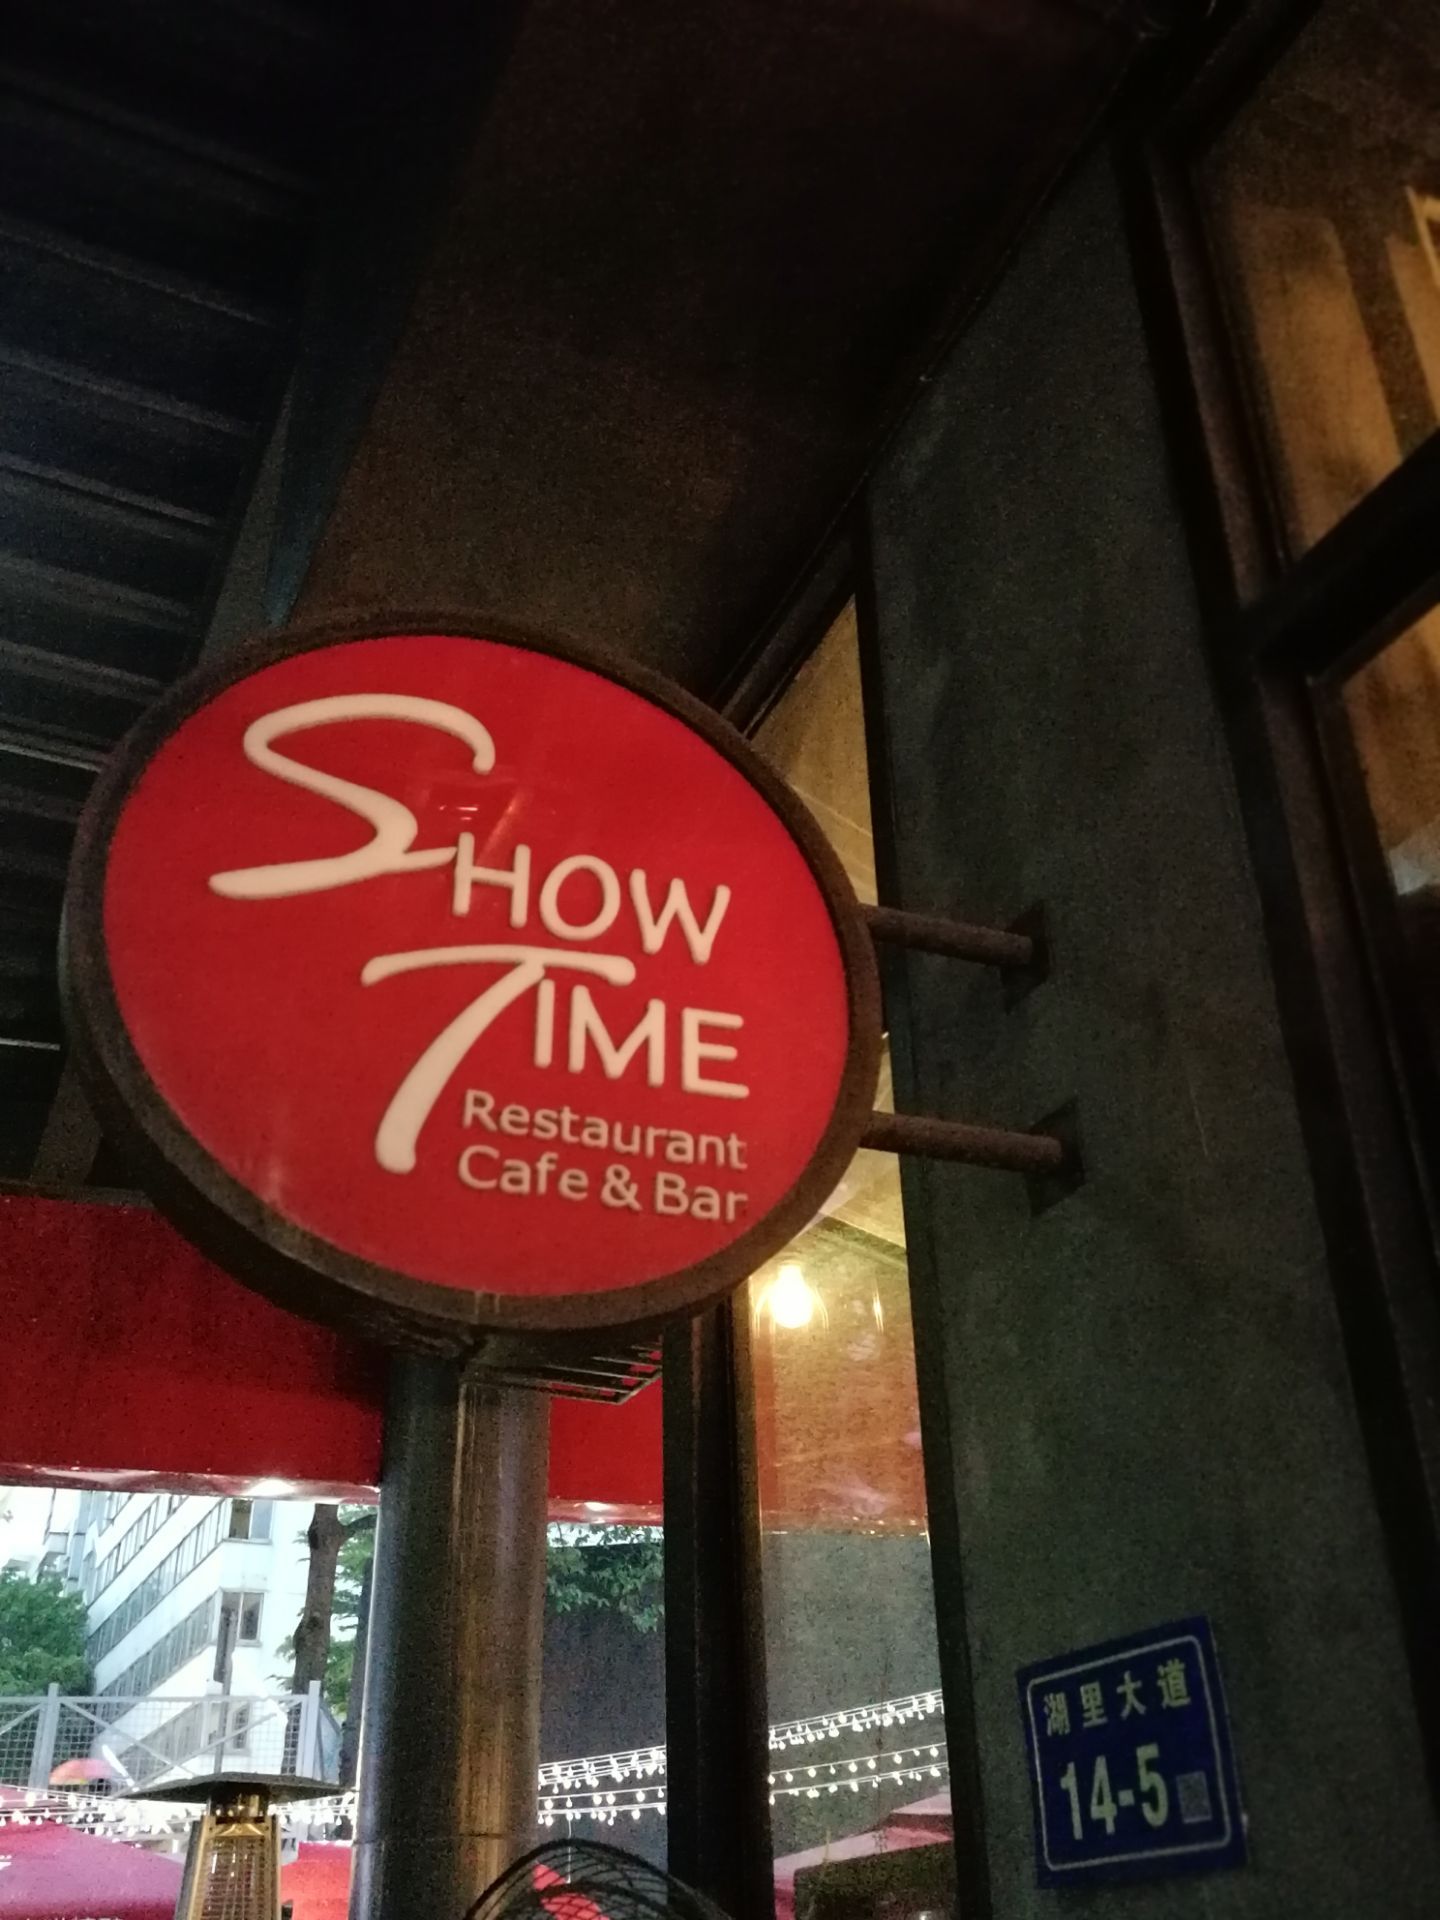 SHOW
TIME
Restaurant
Cafe & Bar
湖里大道
14-5